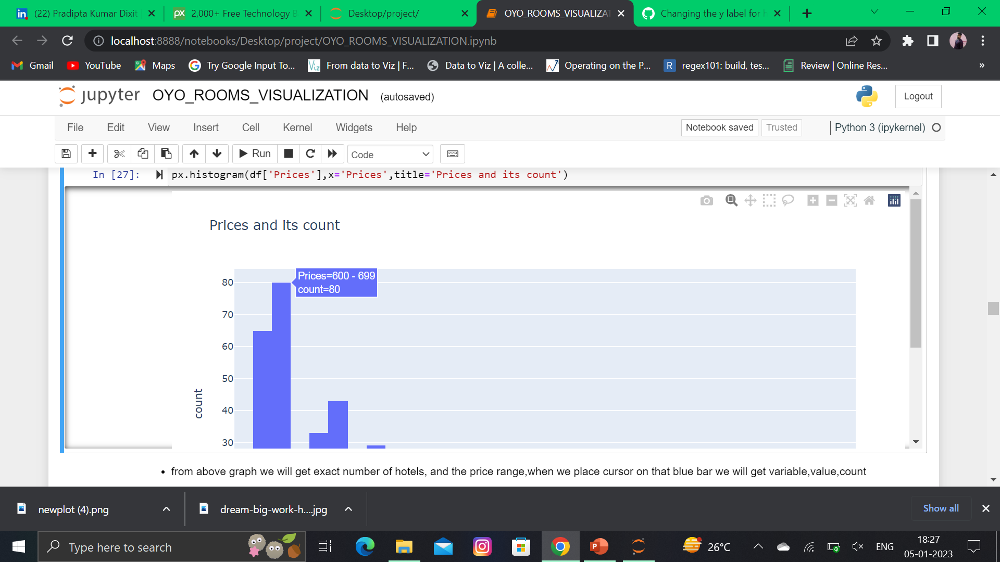 (22) Pradipta Kumar Dixit
2,000+ Free Technology B
Desktop/project/
OYO_ROOMS_VISUALIZAT
Changing the y label for h
localhost:8888/notebooks/Desktop/project/OYO_ROOMS_VISUALIZATION.ipynb
Gmail
YouTube
Maps
Try Google Input To...
From data to Viz | F...
Data to Viz | A colle...
Operating on the P...
regex101: build, tes...
Review | Online Res...
»
jupyter OYO_ROOMS_VISUALIZATION (autosaved)
Logout
File Edit View Insert Cell Kernel Widgets Help
Notebook saved
Trusted
Python 3 (ipykernel)
Run
Code
In [27]:
px.histogram(df['Prices'],x='Prices',title='Prices and its count')
Prices and its count
Prices=600 - 699
count=80
80
70
60
50
40
30
count
• from above graph we will get exact number of hotels, and the price range,when we place cursor on that blue bar we will get variable,value,count
newplot (4).png
dream-big-work-h....jpg
Show all
Type here to search
26°C
ENG
18:27
05-01-2023